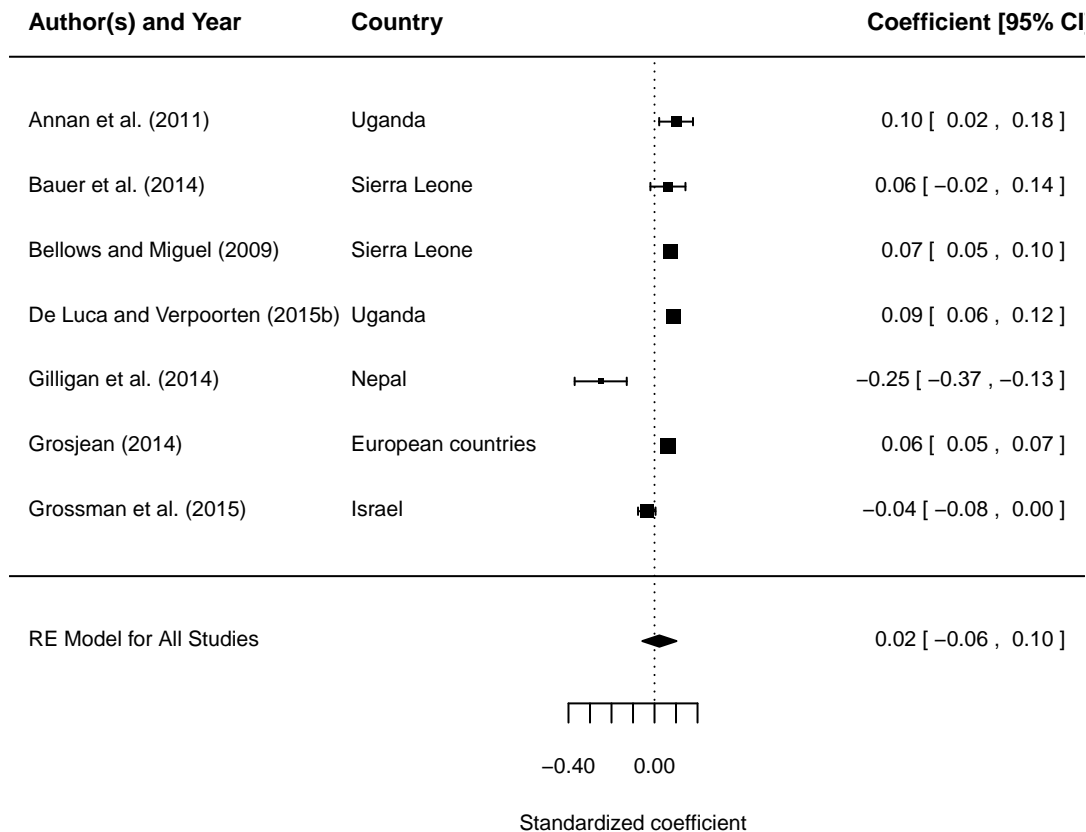 Author(s) and Year Country Coefficient [95% CI]
Annan et al. (2011) Uganda 0.10 [ 0.02 , 0.18 ]
Bauer et al. (2014) Sierra Leone 0.06 [ −0.02 , 0.14 ]
Bellows and Miguel (2009) Sierra Leone 0.07 [ 0.05 , 0.10 ]
De Luca and Verpoorten (2015b) Uganda 0.09 [ 0.06 , 0.12 ]
Gilligan et al. (2014) Nepal −0.25 [ −0.37 , −0.13 ]
Grosjean (2014) European countries 0.06 [ 0.05 , 0.07 ]
Grossman et al. (2015) Israel −0.04 [ −0.08 , 0.00 ]
RE Model for All Studies 0.02 [ −0.06 , 0.10 ]
−0.40 0.00
Standardized coefficient